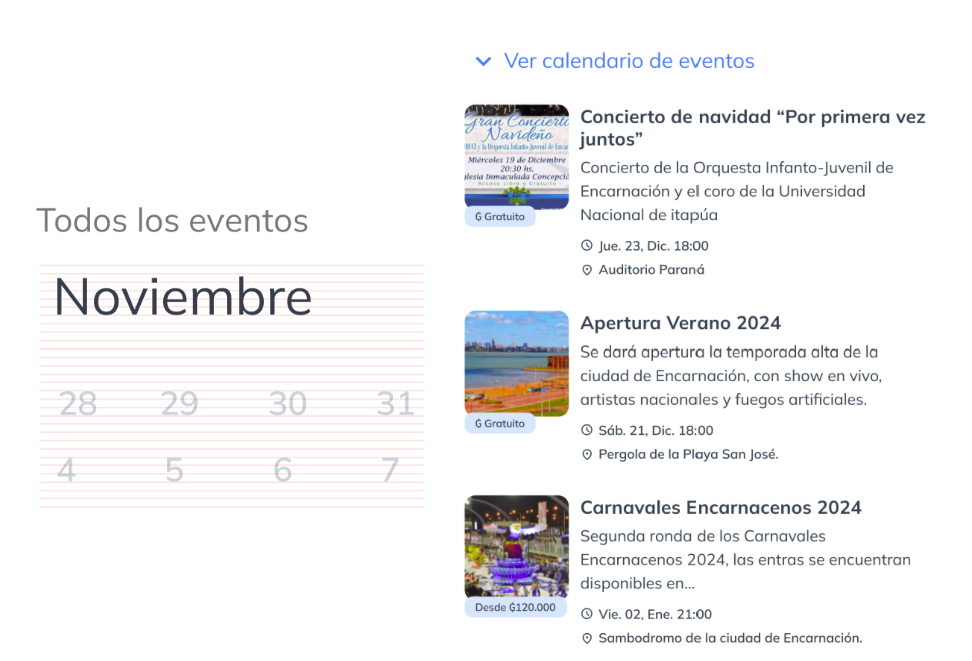 Todos los eventos
Noviembre
28 29 30 31
4 5 6 7
Ver calendario de eventos
Gran Concierto
Navideño
y la Orquesta Infanto-Juvenil de
Miércoles 19 de Diciembre
20:30 hs.
Inmaculada
Acceso Libre y Gratuito
₲ Gratuito
Concierto de navidad “Por primera vez
juntos”
Concierto de la Orquesta Infanto-Juvenil de
Encarnación y el coro de la Universidad
Nacional de itapúa
Jue. 23, Dic. 18:00
Auditorio Paraná
₲ Gratuito
Apertura Verano 2024
Se dará apertura la temporada alta de la
ciudad de Encarnación, con show en vivo,
artistas nacionales y fuegos artificiales.
Sáb. 21, Dic. 18:00
Pergola de la Playa San José.
Desde ₲120.000
Carnavales Encarnacenos 2024
Segunda ronda de los Carnavales
Encarnacenos 2024, las entras se encuentran
disponibles en...
Vie. 02, Ene. 21:00
Sambodromo de la ciudad de Encarnación.